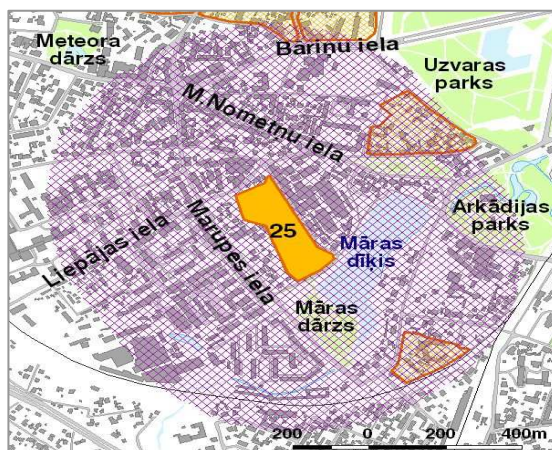 Meteora
dārzs
Bāriņu iela
Uzvaras
parks
M.Nometņu iela
Arkādijas
parks
25
Māras
dīķis
Mārupes iela
Liepājas iela
Māras
dārzs
200 0 200 400m